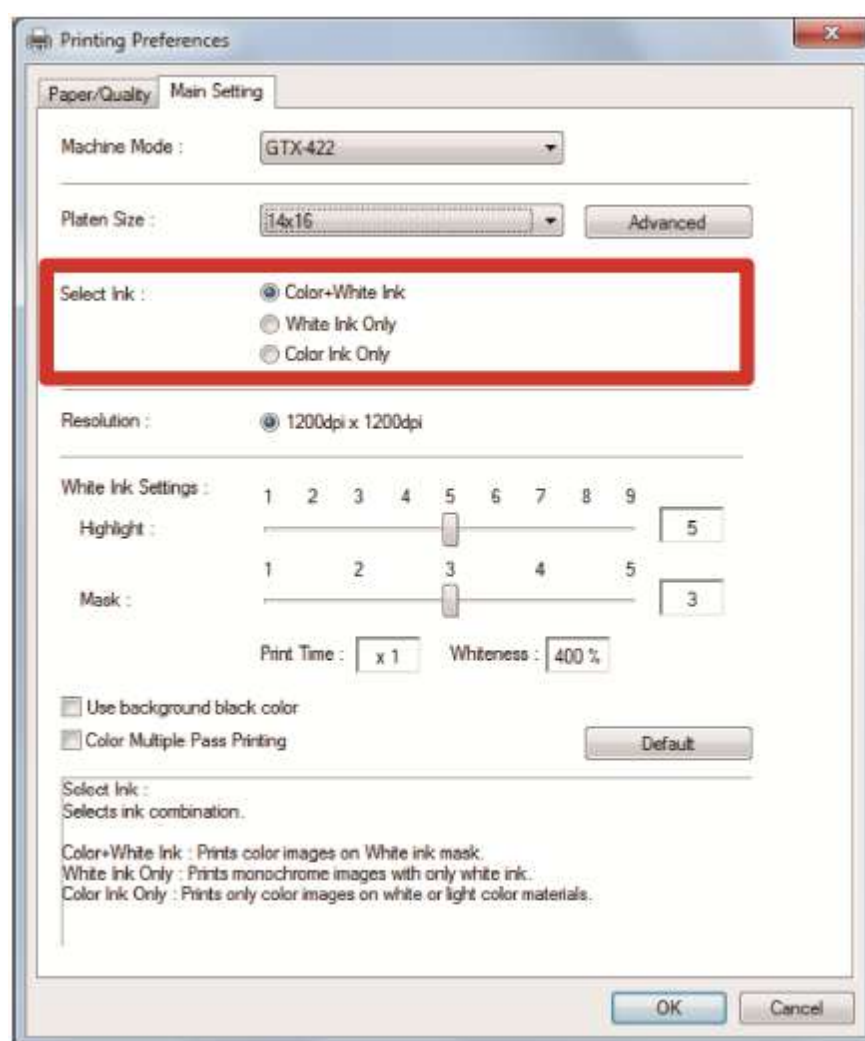 Printing Preferences
Paper/Quality Main Setting
Machine Mode : GTX-422
Platen Size : 14x16 Advanced
Select Ink : Color+White Ink
White Ink Only
Color Ink Only
Resolution : 1200dpi x 1200dpi
White Ink Settings : 1 2 3 4 5 6 7 8 9
Highlight : 5
1 2 3 4 5
Mask : 3
Print Time : x 1 Whiteness : 400 %
Use background black color
Color Multiple Pass Printing Default
Select Ink :
Selects ink combination.
Color+White Ink : Prints color images on White ink mask.
White Ink Only : Prints monochrome images with only white ink.
Color Ink Only : Prints only color images on white or light color materials.
OK Cancel